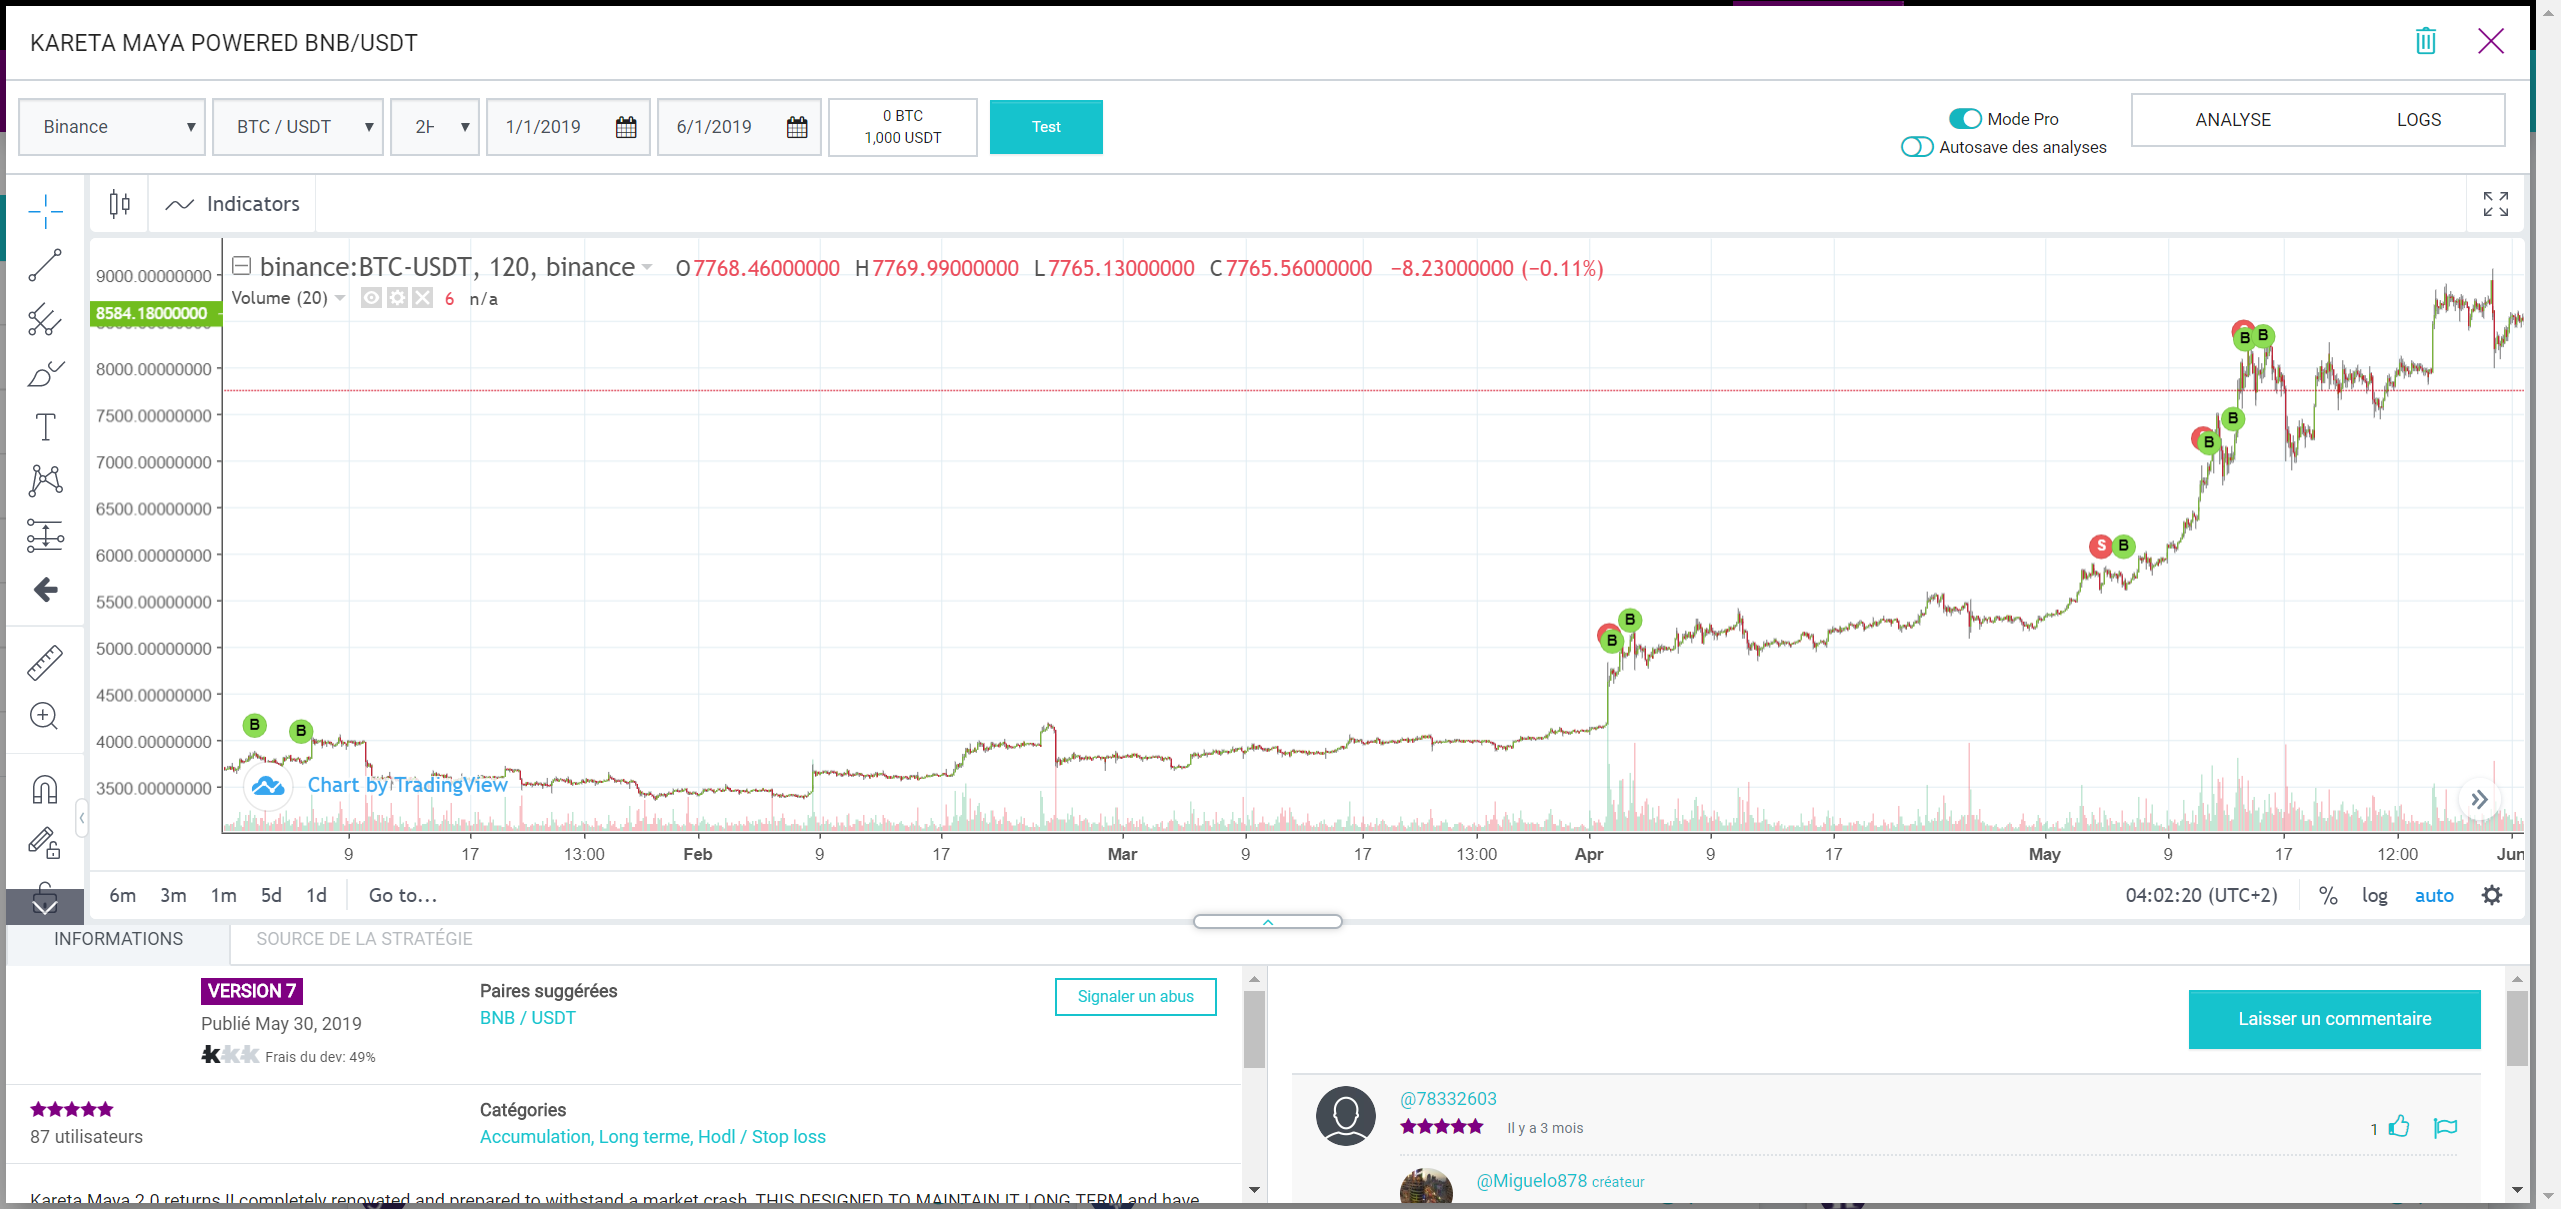 KARETA MAYA POWERED BNB/USDT
Binance
BTC / USDT
1/1/2019
6/1/2019
0 BTC
1,000 USDT
Test
Mode Pro
Autosave des analyses
ANALYSE
LOGS
Indicators
binance:BTC-USDT, 120, binance
O7768.46000000 H7769.99000000 L7765.13000000 C7765.56000000 −8.23000000 (−0.11%)
Volume (20) 6 n/a
9000.00000000
8584.18000000
8000.00000000
7500.00000000
7000.00000000
6500.00000000
6000.00000000
5500.00000000
5000.00000000
4500.00000000
4000.00000000
3500.00000000
B
B
B
B
S
B
B
B
B
B
Chart by TradingView
9 17 13:00 Feb 9 17 Mar 9 17 13:00 Apr 9 17 May 9 17 12:00 Jun
6m 3m 1m 5d 1d Go to...
04:02:20 (UTC+2) % log auto
INFORMATIONS
SOURCE DE LA STRATÉGIE
VERSION 7
Publié May 30, 2019
Frais du dev: 49%
Paires suggérées
BNB / USDT
Signaler un abus
87 utilisateurs
Catégories
Accumulation, Long terme, Hodl / Stop loss
Kareta Maya 2.0 returns !! completely renovated and prepared to withstand a market crash. THIS DESIGNED TO MAINTAIN IT LONG TERM and have
Laisser un commentaire
@78332603
Il y a 3 mois
1
@Miguelo878 créateur